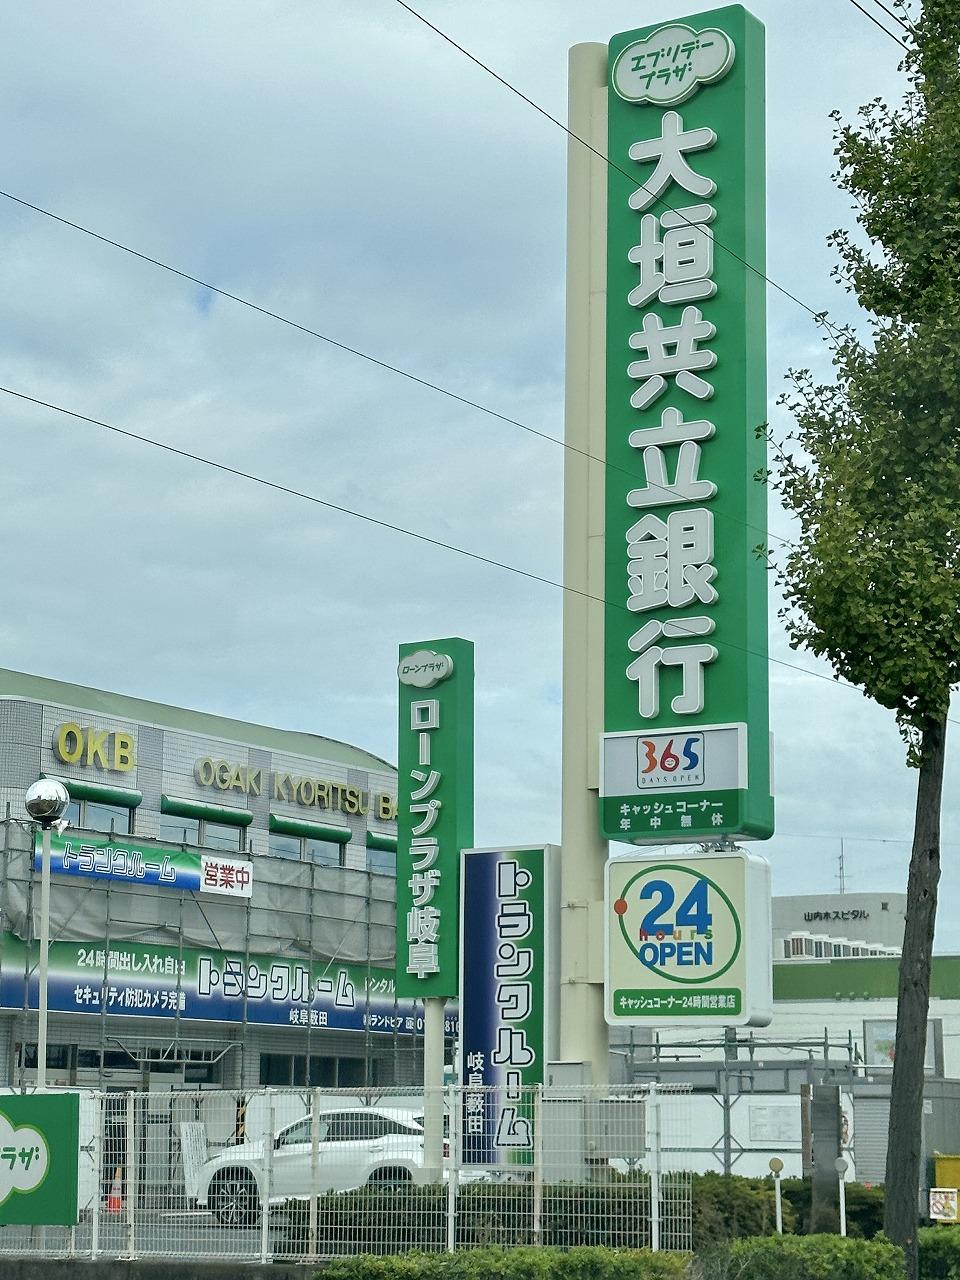 エブリデー
プラザ
大垣共立銀行
365
DAYS OPEN
キャッシュコーナー
年中無休
24
hours
OPEN
キャッシュコーナー24時間営業店
ローンプラザ
ローンプラザ岐阜
トランクルーム
岐阜薮田
OKB
OGAKI KYORITSU BA
トランクルーム
営業中
24時間出し入れ自由
セキュリティ防犯カメラ完備
トランクルーム
岐阜薮田
レンタル
山内ホスピタル
ラザ